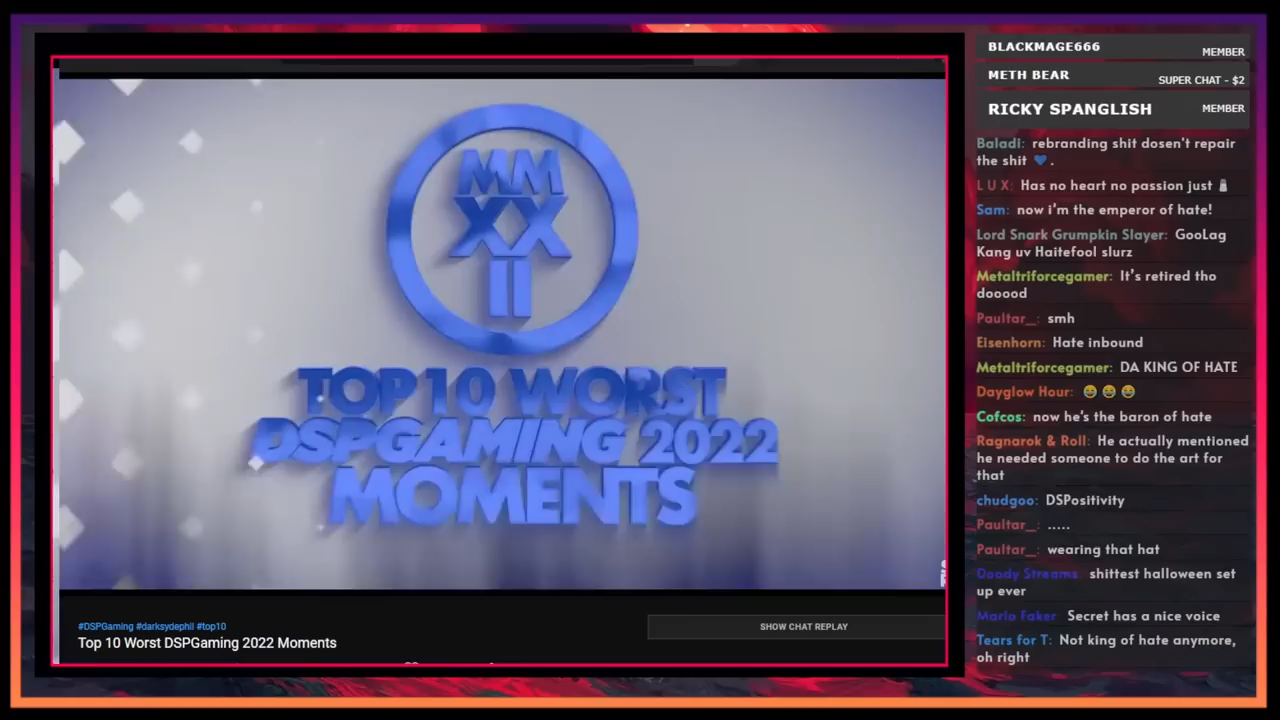 BLACKMAGE666
MEMBER
METH BEAR
SUPER CHAT - $2
RICKY SPANGLISH
MEMBER
MM
XX
II
TOP 10 WORST
DSPGAMING 2022
MOMENTS
#DSPGaming #darksydephil #top10
Top 10 Worst DSPGaming 2022 Moments
SHOW CHAT REPLAY
Baladi: rebranding shit dosen't repair
the shit 💙 .
L U X: Has no heart no passion just 🧂
Sam: now i'm the emperor of hate!
Lord Snark Grumpkin Slayer: GooLag
Kang uv Haitefool slurz
Metaltriforcegamer: It's retired tho
dooood
Paultar_: smh
Eisenhorn: Hate inbound
Metaltriforcegamer: DA KING OF HATE
Dayglow Hour: 😂 😂 😂
Cofcos: now he's the baron of hate
Ragnarok & Roll: He actually mentioned
he needed someone to do the art for
that
chudgoo: DSPositivity
Paultar_: .....
Paultar_: wearing that hat
Doody Streams: shittest halloween set
up ever
Mario Faker: Secret has a nice voice
Tears for T: Not king of hate anymore,
oh right